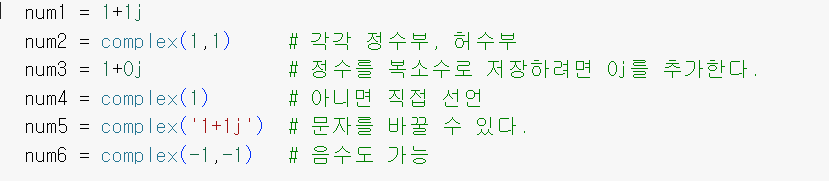 num1 = 1+1j
num2 = complex(1,1) # 각각 정수부, 허수부
num3 = 1+0j # 정수를 복소수로 저장하려면 0j를 추가한다.
num4 = complex(1) # 아니면 직접 선언
num5 = complex('1+1j') # 문자를 바꿀 수 있다.
num6 = complex(-1,-1) # 음수도 가능